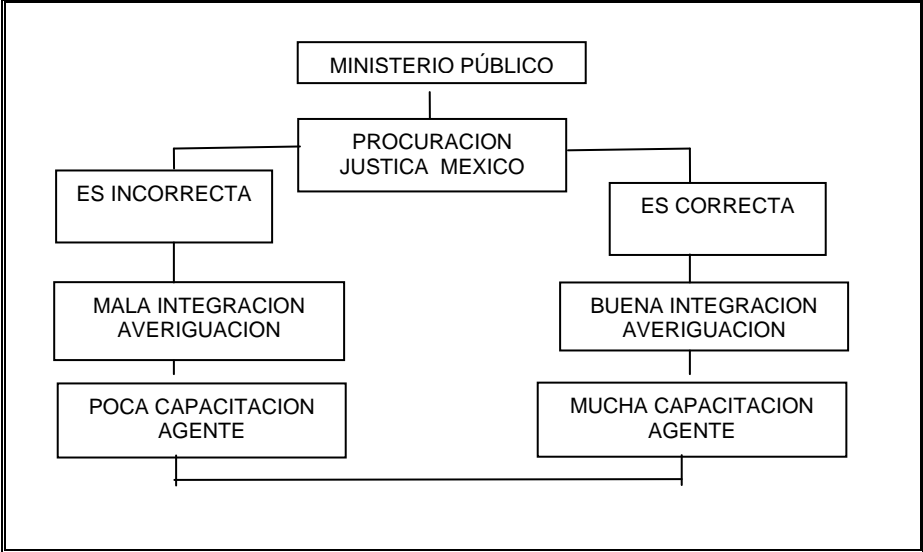 MINISTERIO PÚBLICO
PROCURACION
JUSTICA MEXICO
ES INCORRECTA
ES CORRECTA
MALA INTEGRACION
AVERIGUACION
BUENA INTEGRACION
AVERIGUACION
POCA CAPACITACION
AGENTE
MUCHA CAPACITACION
AGENTE